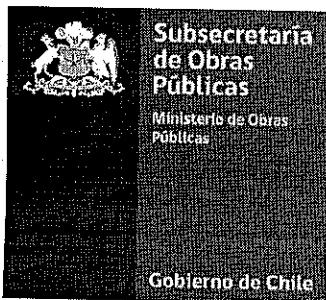 Subsecretaría
de Obras
Públicas
Ministerio de Obras
Públicas
Gobierno de Chile